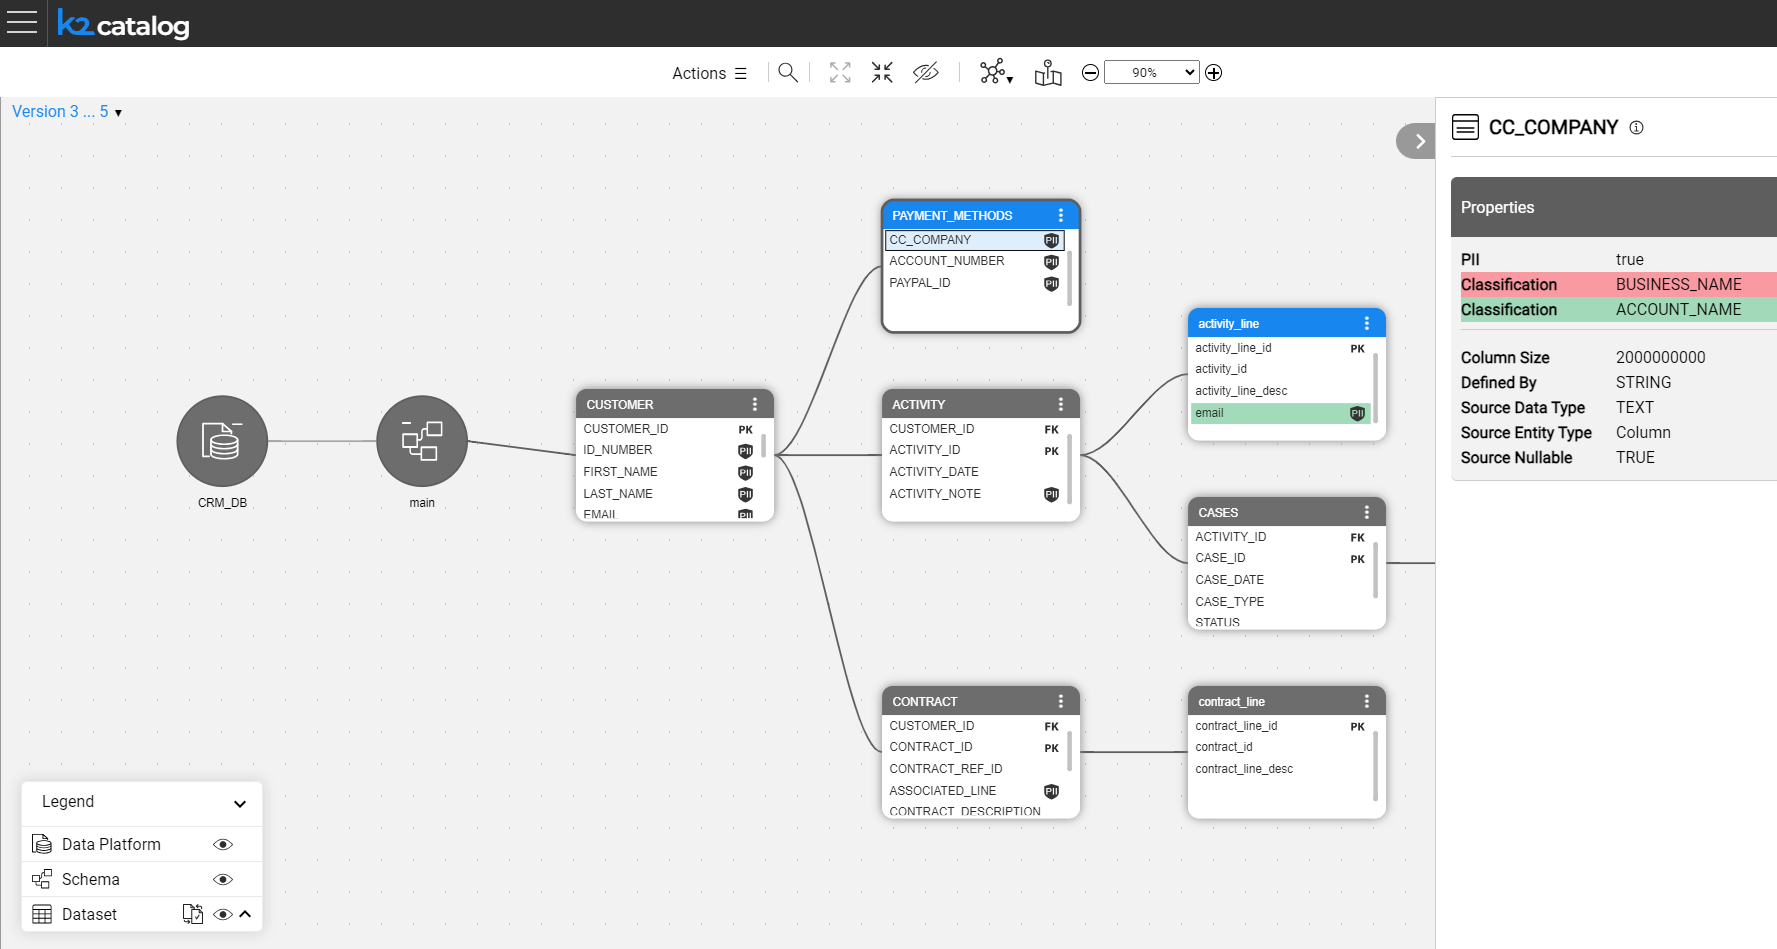 k2catalog
Actions
90%
Version 3 ... 5
CC_COMPANY
Properties
PII true
Classification BUSINESS_NAME
Classification ACCOUNT_NAME
Column Size 2000000000
Defined By STRING
Source Data Type TEXT
Source Entity Type Column
Source Nullable TRUE
PAYMENT_METHODS
CC_COMPANY PII
ACCOUNT_NUMBER PII
PAYPAL_ID PII
activity_line
activity_line_id PK
activity_id
activity_line_desc
email PII
CRM_DB
main
CUSTOMER
CUSTOMER_ID PK
ID_NUMBER PII
FIRST_NAME PII
LAST_NAME PII
EMAIL PII
ACTIVITY
CUSTOMER_ID FK
ACTIVITY_ID PK
ACTIVITY_DATE
ACTIVITY_NOTE PII
CASES
ACTIVITY_ID FK
CASE_ID PK
CASE_DATE
CASE_TYPE
STATUS
CONTRACT
CUSTOMER_ID FK
CONTRACT_ID PK
CONTRACT_REF_ID
ASSOCIATED_LINE PII
CONTRACT_DESCRIPTION
contract_line
contract_line_id PK
contract_id
contract_line_desc
Legend
Data Platform
Schema
Dataset